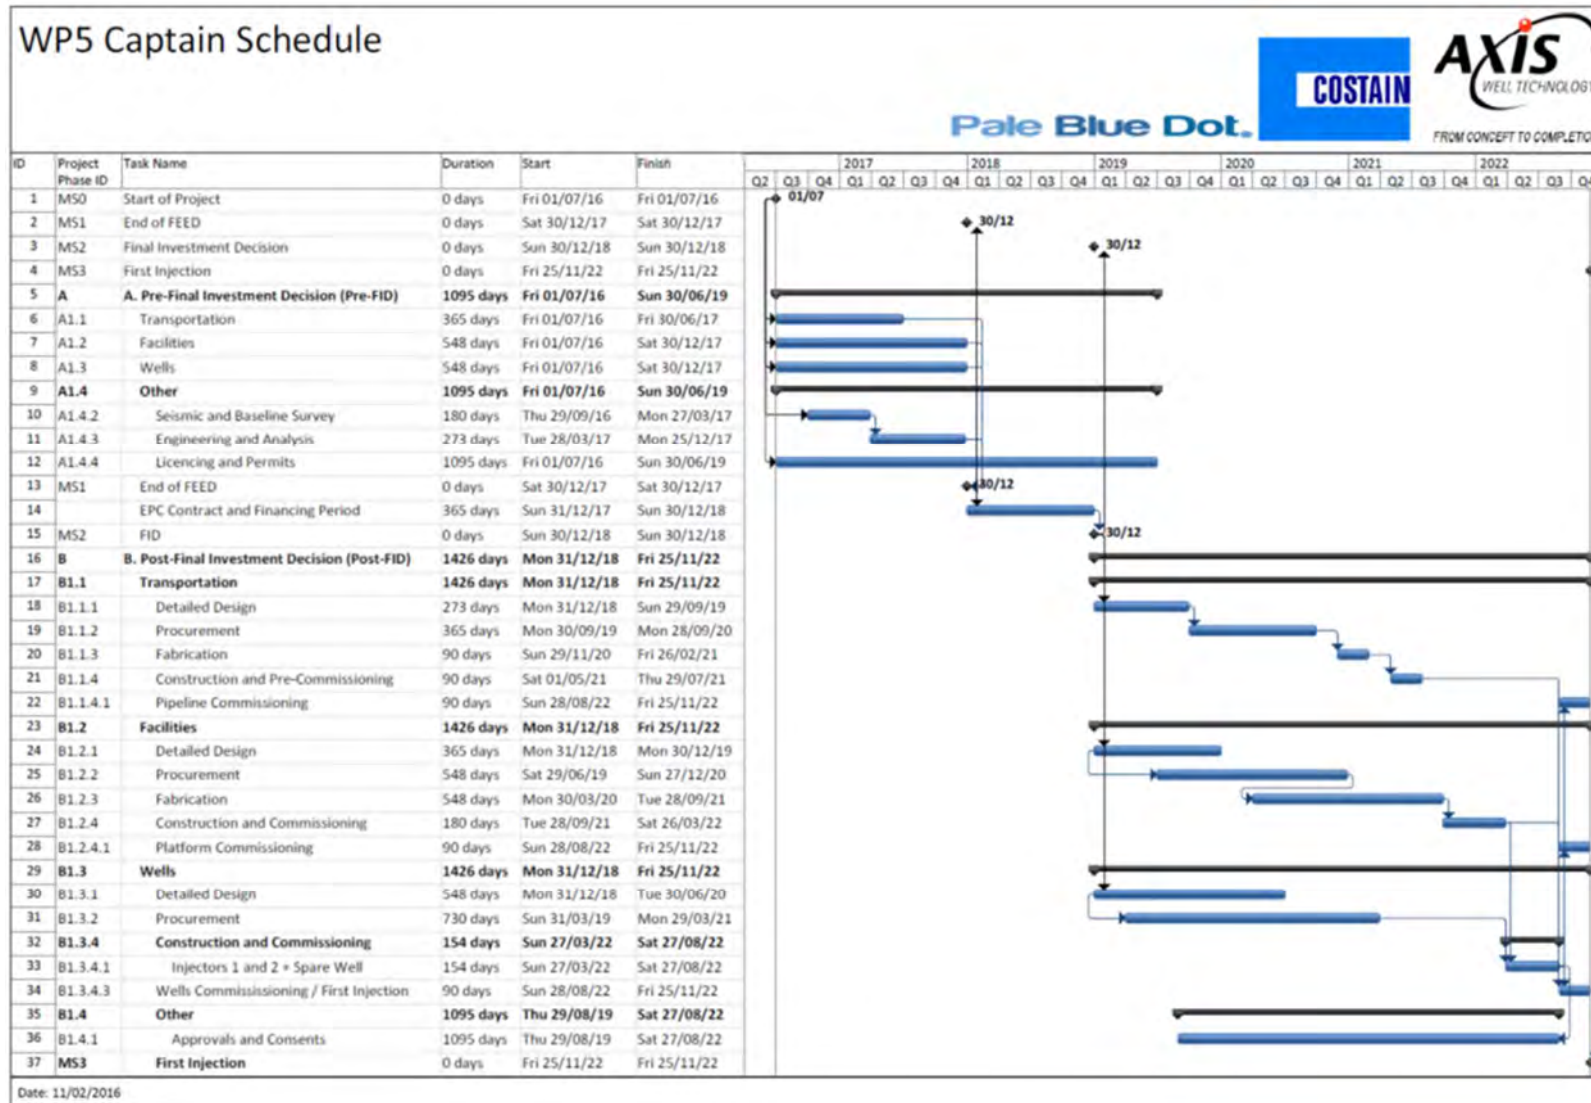 WP5 Captain Schedule
Pale Blue Dot.
COSTAIN
AXIS
WELL TECHNOLOGY
FROM CONCEPT TO COMPLETION
ID Project Phase ID Task Name Duration Start Finish
2017 2018 2019 2020 2021 2022
Q2 Q3 Q4 Q1 Q2 Q3 Q4 Q1 Q2 Q3 Q4 Q1 Q2 Q3 Q4 Q1 Q2 Q3 Q4 Q1 Q2 Q3 Q4 Q1 Q2 Q3 Q4
1 MS0 Start of Project 0 days Fri 01/07/16 Fri 01/07/16 01/07
2 MS1 End of FEED 0 days Sat 30/12/17 Sat 30/12/17 30/12
3 MS2 Final Investment Decision 0 days Sun 30/12/18 Sun 30/12/18 30/12
4 MS3 First Injection 0 days Fri 25/11/22 Fri 25/11/22
5 A A. Pre-Final Investment Decision (Pre-FID) 1095 days Fri 01/07/16 Sun 30/06/19
6 A1.1 Transportation 365 days Fri 01/07/16 Fri 30/06/17
7 A1.2 Facilities 548 days Fri 01/07/16 Sat 30/12/17
8 A1.3 Wells 548 days Fri 01/07/16 Sat 30/12/17
9 A1.4 Other 1095 days Fri 01/07/16 Sun 30/06/19
10 A1.4.2 Seismic and Baseline Survey 180 days Thu 29/09/16 Mon 27/03/17
11 A1.4.3 Engineering and Analysis 273 days Tue 28/03/17 Mon 25/12/17
12 A1.4.4 Licencing and Permits 1095 days Fri 01/07/16 Sun 30/06/19
13 MS1 End of FEED 0 days Sat 30/12/17 Sat 30/12/17 30/12
14 EPC Contract and Financing Period 365 days Sun 31/12/17 Sun 30/12/18
15 MS2 FID 0 days Sun 30/12/18 Sun 30/12/18 30/12
16 B B. Post-Final Investment Decision (Post-FID) 1426 days Mon 31/12/18 Fri 25/11/22
17 B1.1 Transportation 1426 days Mon 31/12/18 Fri 25/11/22
18 B1.1.1 Detailed Design 273 days Mon 31/12/18 Sun 29/09/19
19 B1.1.2 Procurement 365 days Mon 30/09/19 Mon 28/09/20
20 B1.1.3 Fabrication 90 days Sun 29/11/20 Fri 26/02/21
21 B1.1.4 Construction and Pre-Commissioning 90 days Sat 01/05/21 Thu 29/07/21
22 B1.1.4.1 Pipeline Commissioning 90 days Sun 28/08/22 Fri 25/11/22
23 B1.2 Facilities 1426 days Mon 31/12/18 Fri 25/11/22
24 B1.2.1 Detailed Design 365 days Mon 31/12/18 Mon 30/12/19
25 B1.2.2 Procurement 548 days Sat 29/06/19 Sun 27/12/20
26 B1.2.3 Fabrication 548 days Mon 30/03/20 Tue 28/09/21
27 B1.2.4 Construction and Commissioning 180 days Tue 28/09/21 Sat 26/03/22
28 B1.2.4.1 Platform Commissioning 90 days Sun 28/08/22 Fri 25/11/22
29 B1.3 Wells 1426 days Mon 31/12/18 Fri 25/11/22
30 B1.3.1 Detailed Design 548 days Mon 31/12/18 Tue 30/06/20
31 B1.3.2 Procurement 730 days Sun 31/03/19 Mon 29/03/21
32 B1.3.4 Construction and Commissioning 154 days Sun 27/03/22 Sat 27/08/22
33 B1.3.4.1 Injectors 1 and 2 + Spare Well 154 days Sun 27/03/22 Sat 27/08/22
34 B1.3.4.3 Wells Commississioning / First Injection 90 days Sun 28/08/22 Fri 25/11/22
35 B1.4 Other 1095 days Thu 29/08/19 Sat 27/08/22
36 B1.4.1 Approvals and Consents 1095 days Thu 29/08/19 Sat 27/08/22
37 MS3 First Injection 0 days Fri 25/11/22 Fri 25/11/22
Date: 11/02/2016